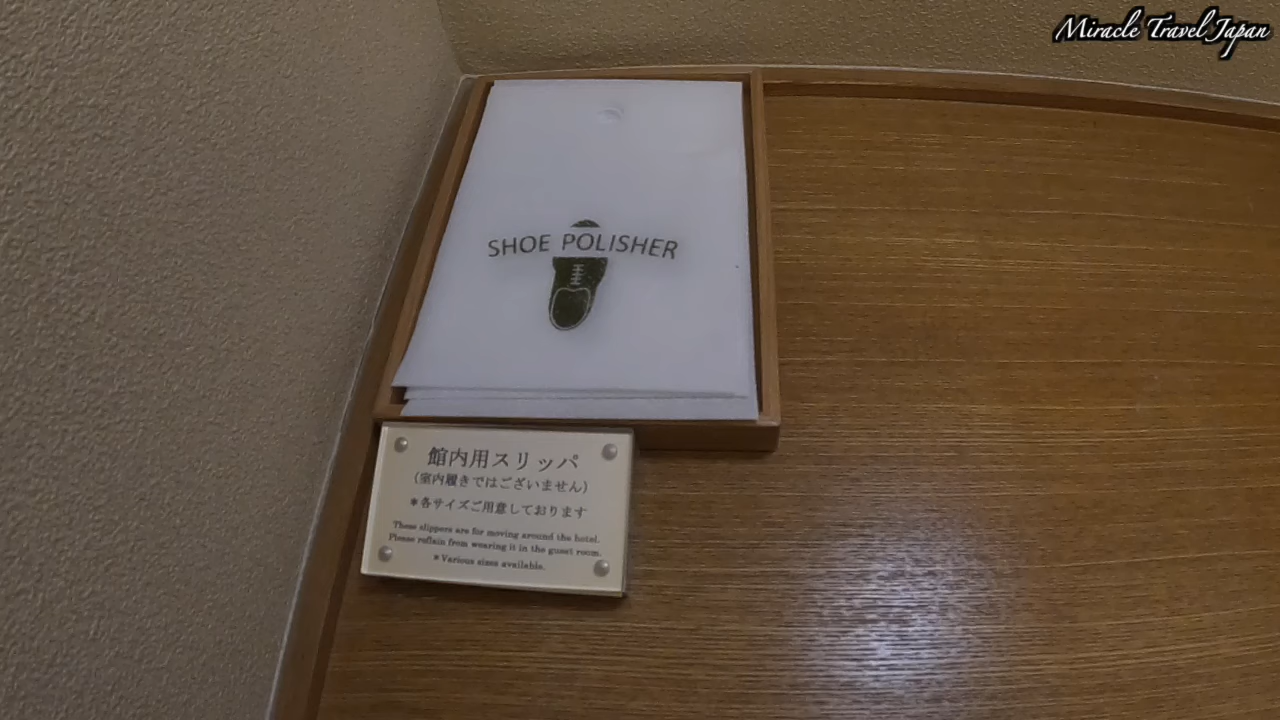 Miracle Travel Japan
SHOE POLISHER
館内用スリッパ
（室内履きではございません）
＊各サイズご用意しております
These slippers are for moving around the hotel.
Please reflain from wearing it in the guest room.
＊Various sizes available.